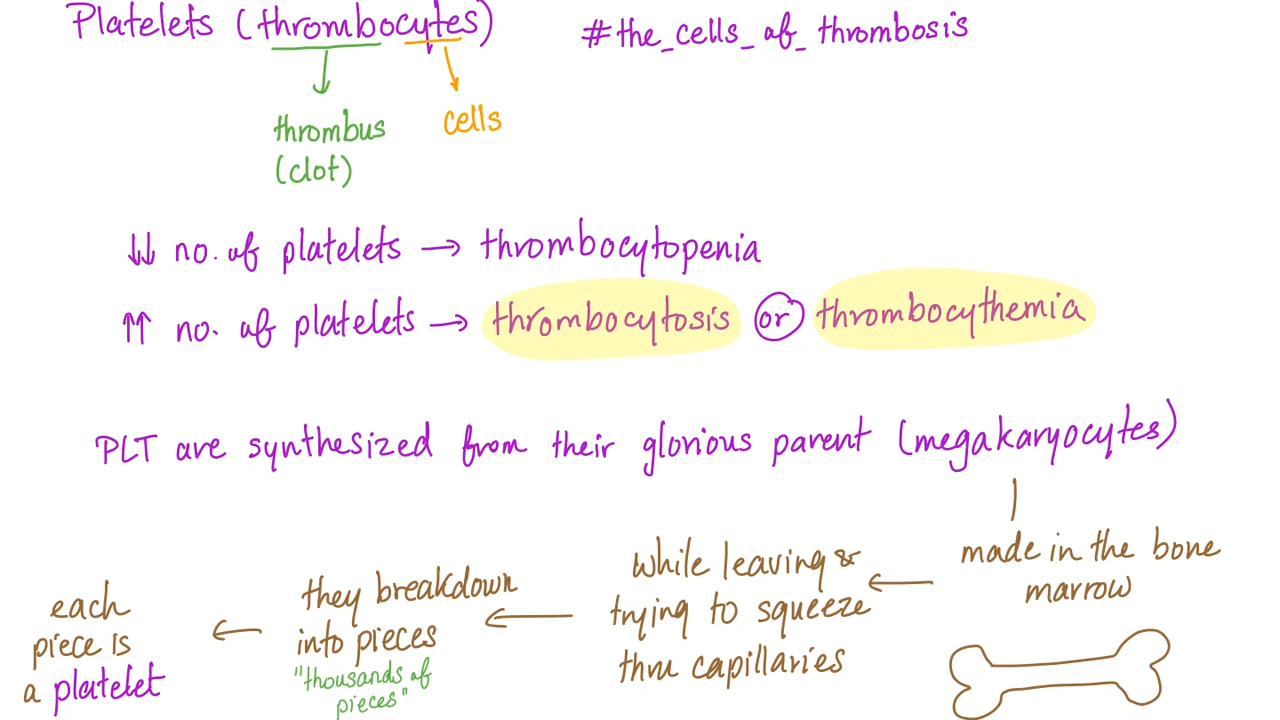 Platelets (thrombocytes) #the_cells_of_thrombosis
thrombus
(clot)
cells
↓↓ no. of platelets → thrombocytopenia
↑↑ no. of platelets → thrombocytosis or thrombocythemia
PLT are synthesized from their glorious parent (megakaryocytes)
made in the bone
marrow
while leaving &
trying to squeeze
thru capillaries
they breakdown
into pieces
"thousands of
pieces"
each
piece is
a platelet